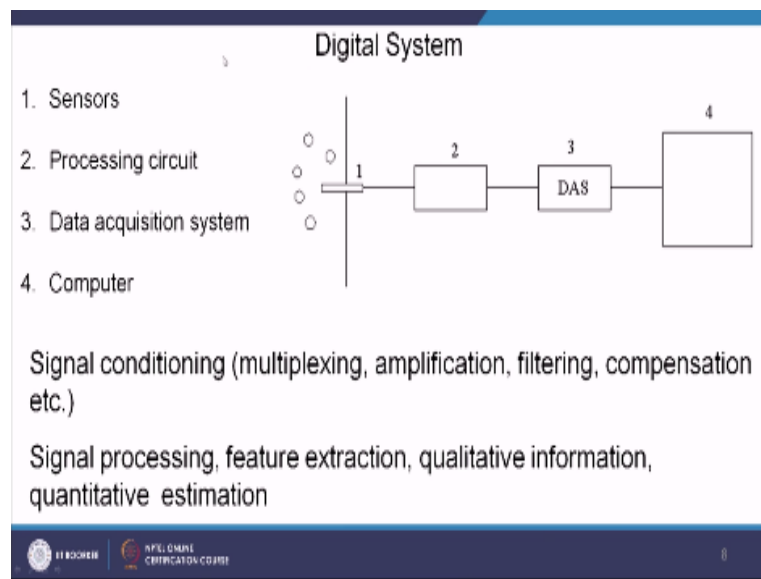 Digital System
1. Sensors
2. Processing circuit
3. Data acquisition system
4. Computer
1
2
3
DAS
4
Signal conditioning (multiplexing, amplification, filtering, compensation
etc.)
Signal processing, feature extraction, qualitative information,
quantitative estimation
IIT ROORKEE
NPTEL ONLINE
CERTIFICATION COURSE
8